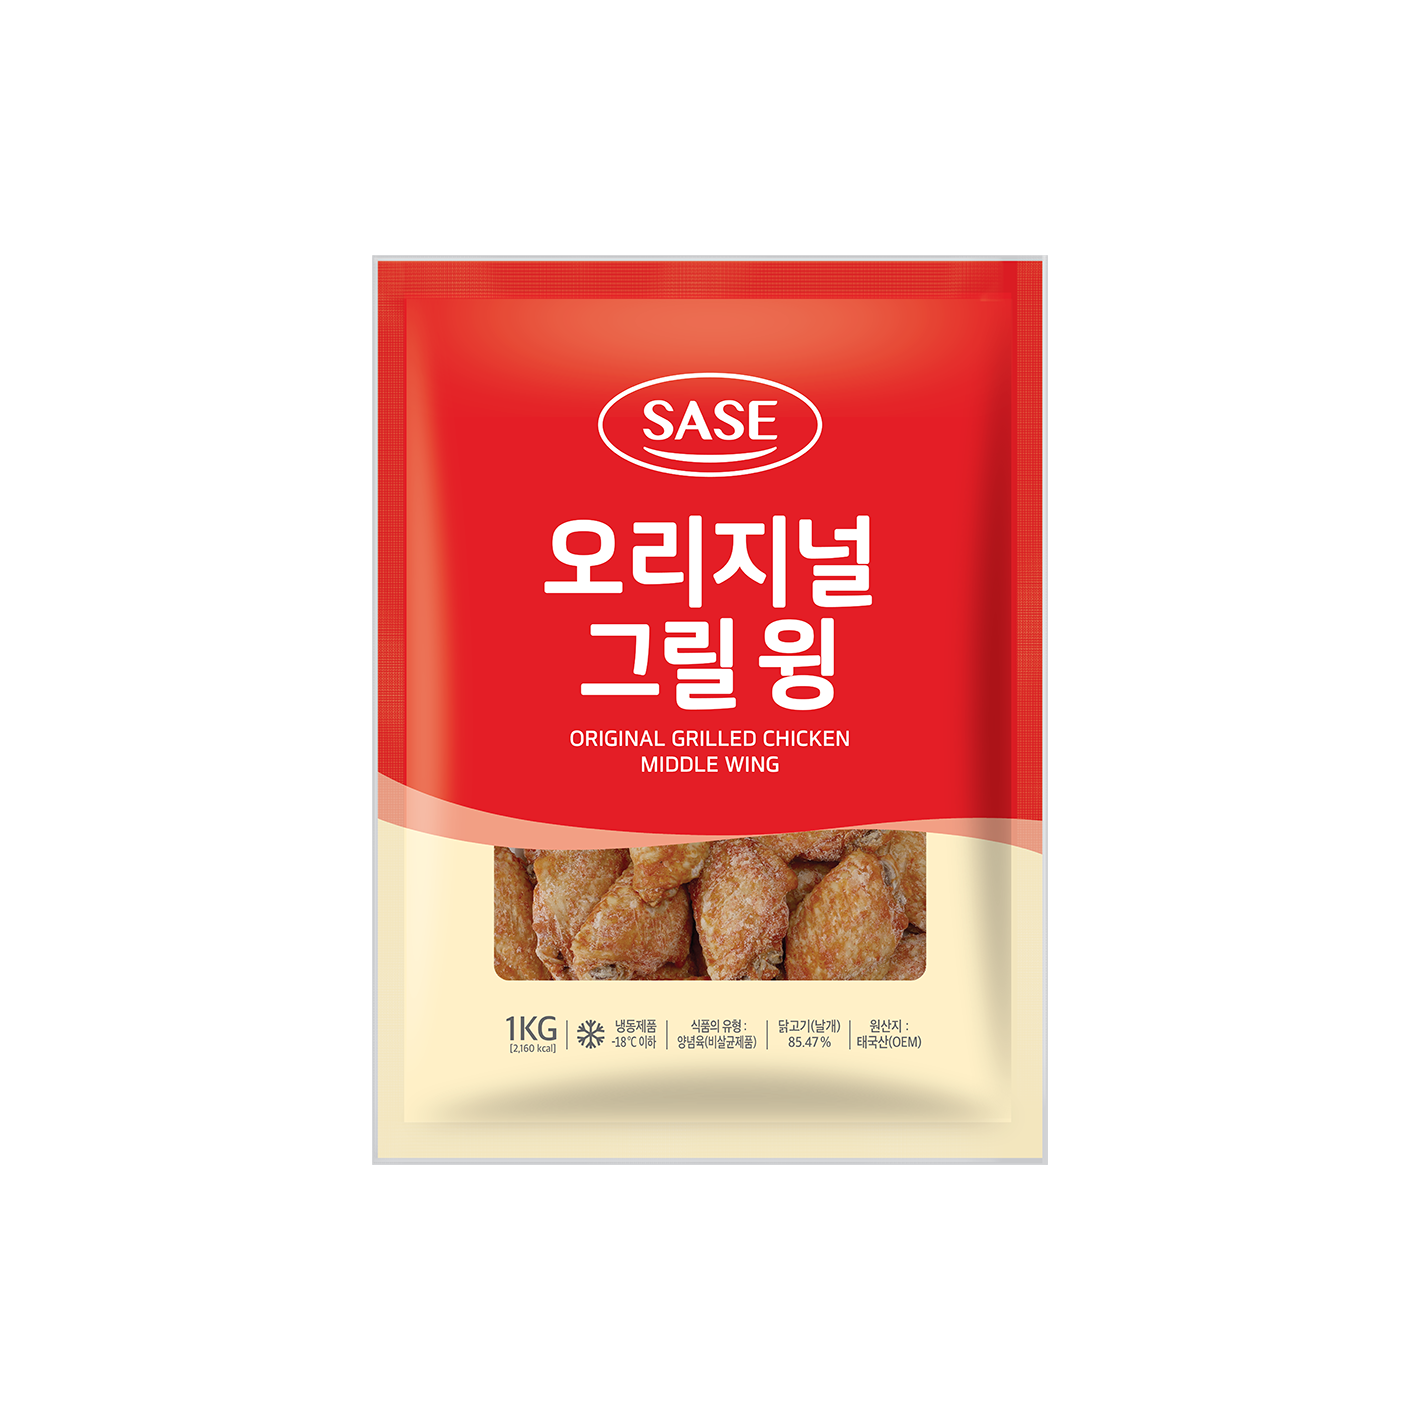 SASE
오리지널
그릴 윙
ORIGINAL GRILLED CHICKEN
MIDDLE WING
1KG
[2,160 kcal]
냉동제품
-18℃ 이하
식품의 유형 :
양념육(비살균제품)
닭고기(날개)
85.47%
원산지 :
태국산(OEM)